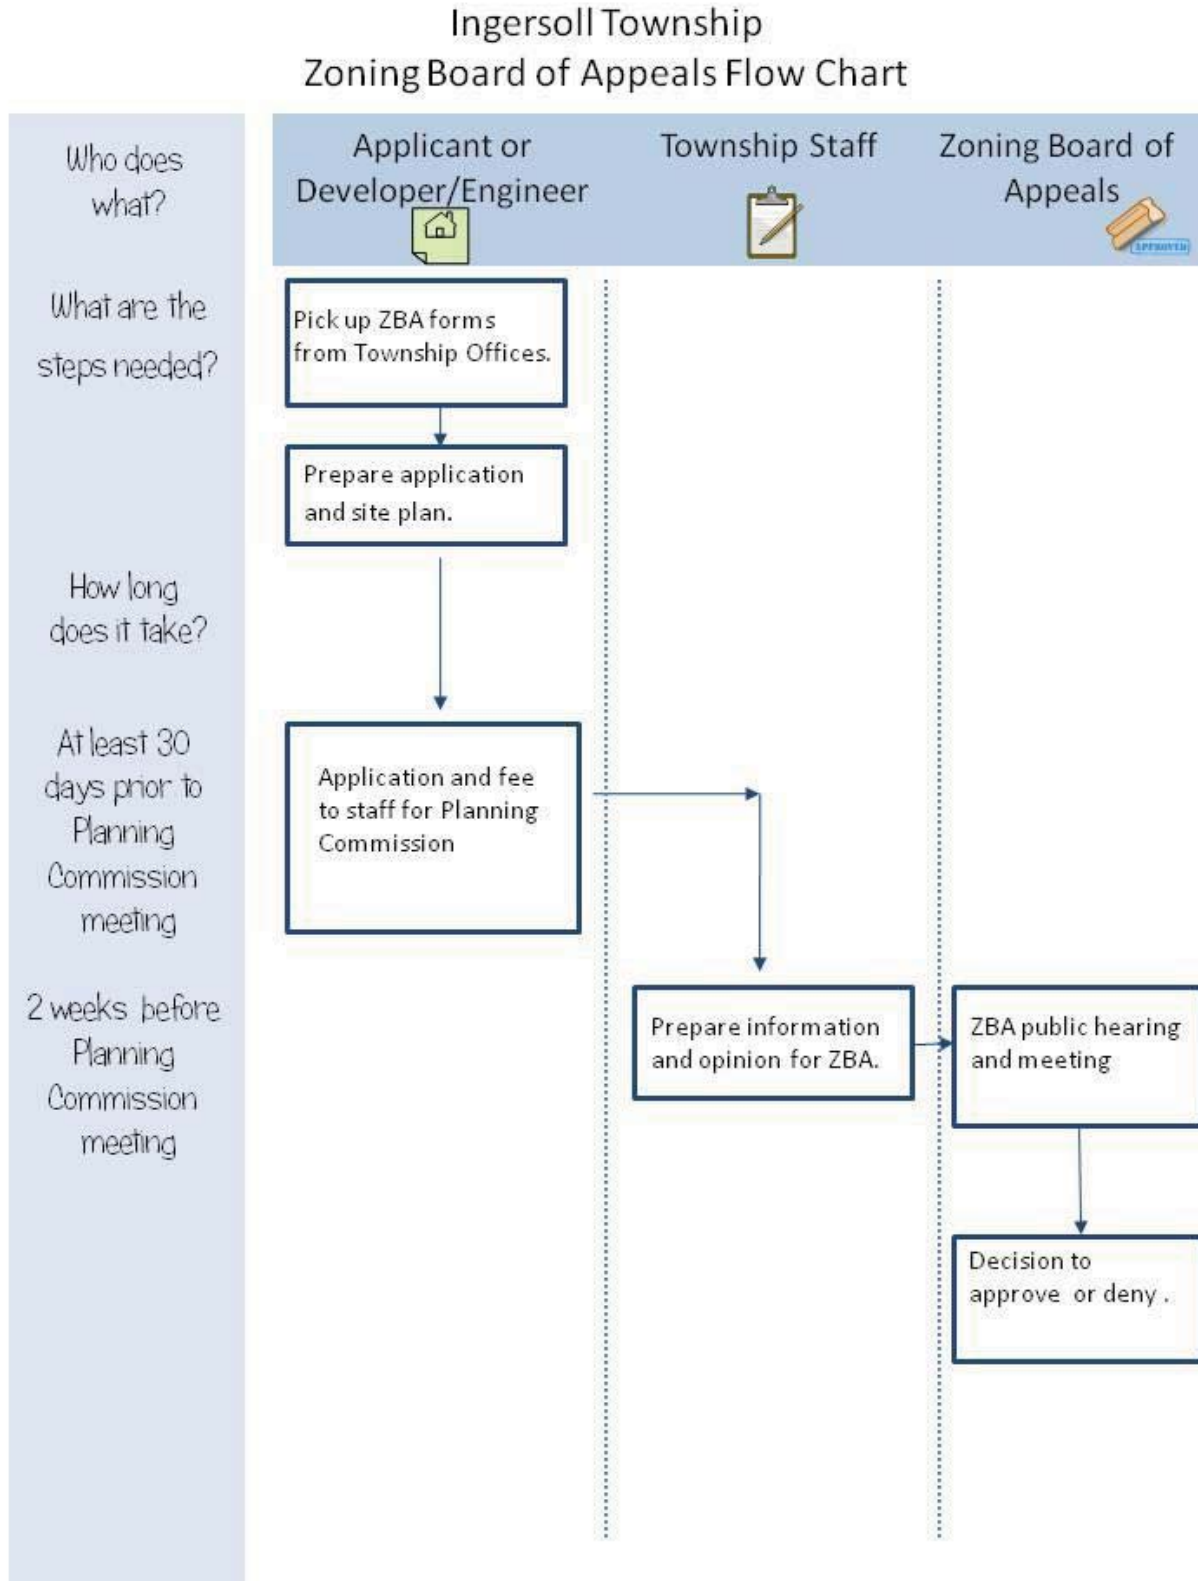 Ingersoll Township
Zoning Board of Appeals Flow Chart
Who does
what?
Applicant or
Developer/Engineer
Township Staff
Zoning Board of
Appeals
APPROVED
What are the
steps needed?
Pick up ZBA forms
from Township Offices.
Prepare application
and site plan.
How long
does it take?
At least 30
days prior to
Planning
Commission
meeting
Application and fee
to staff for Planning
Commission
2 weeks before
Planning
Commission
meeting
Prepare information
and opinion for ZBA.
ZBA public hearing
and meeting
Decision to
approve or deny .